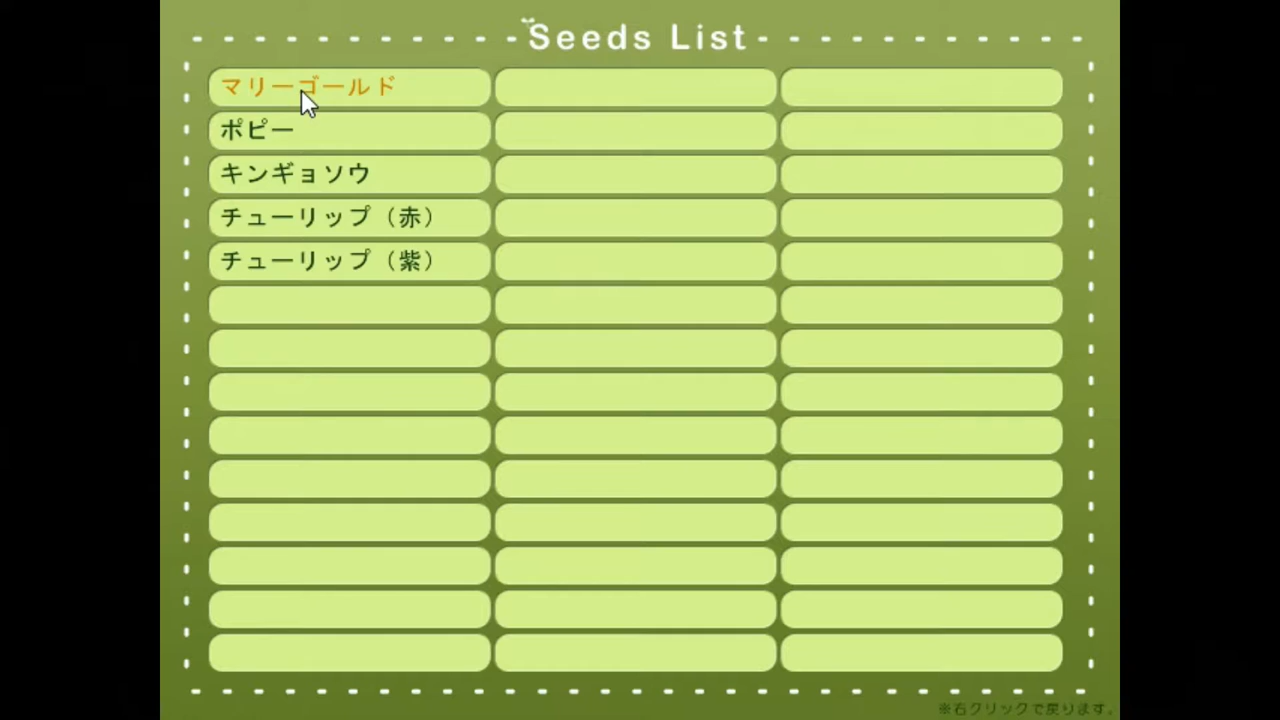 Seeds List
マリーゴールド
ポピー
キンギョソウ
チューリップ（赤）
チューリップ（紫）
※右クリックで戻ります。